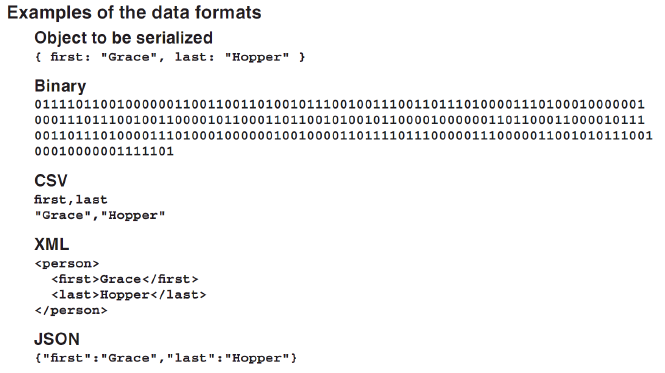 Examples of the data formats
Object to be serialized
{ first: "Grace", last: "Hopper" }
Binary
01111011001000000110011001101001011100100111001101110100001110100010000001
00011101110010011000010110001101100101001011000010000001101100011000010111
001101110100001110100010000001001000011011110111000001110000011001010111001
00010000001111101
CSV
first,last
"Grace","Hopper"
XML
<person>
<first>Grace</first>
<last>Hopper</last>
</person>
JSON
{"first":"Grace","last":"Hopper"}